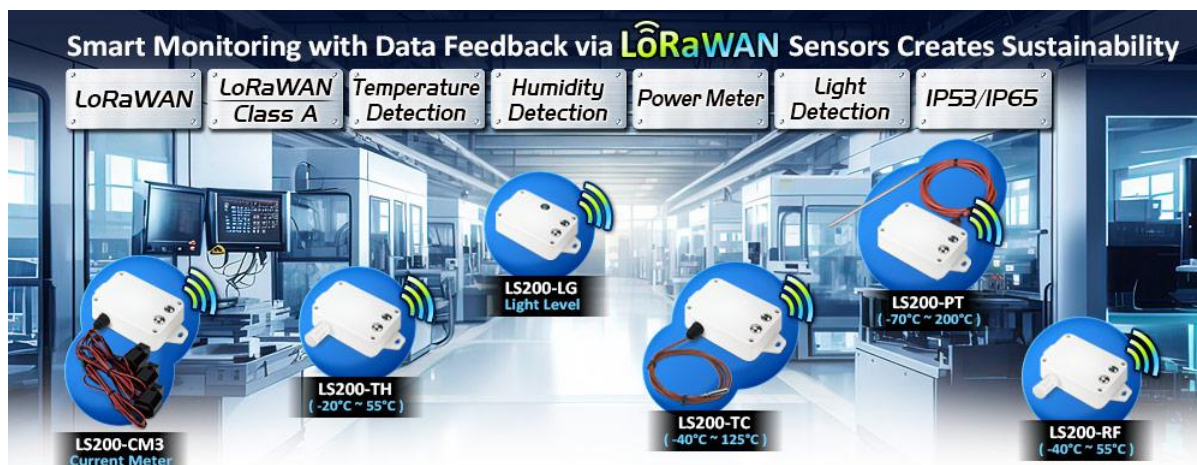 Smart Monitoring with Data Feedback via LoRaWAN Sensors Creates Sustainability
LoRaWAN
LoRaWAN
Class A
Temperature
Detection
Humidity
Detection
Power Meter
Light
Detection
IP53/IP65
LS200-LG
Light Level
LS200-PT
( -70°C ~ 200°C )
LS200-TH
( -20°C ~ 55°C )
LS200-TC
( -40°C ~ 125°C )
LS200-CM3
Current Meter
LS200-RF
( -40°C ~ 55°C )